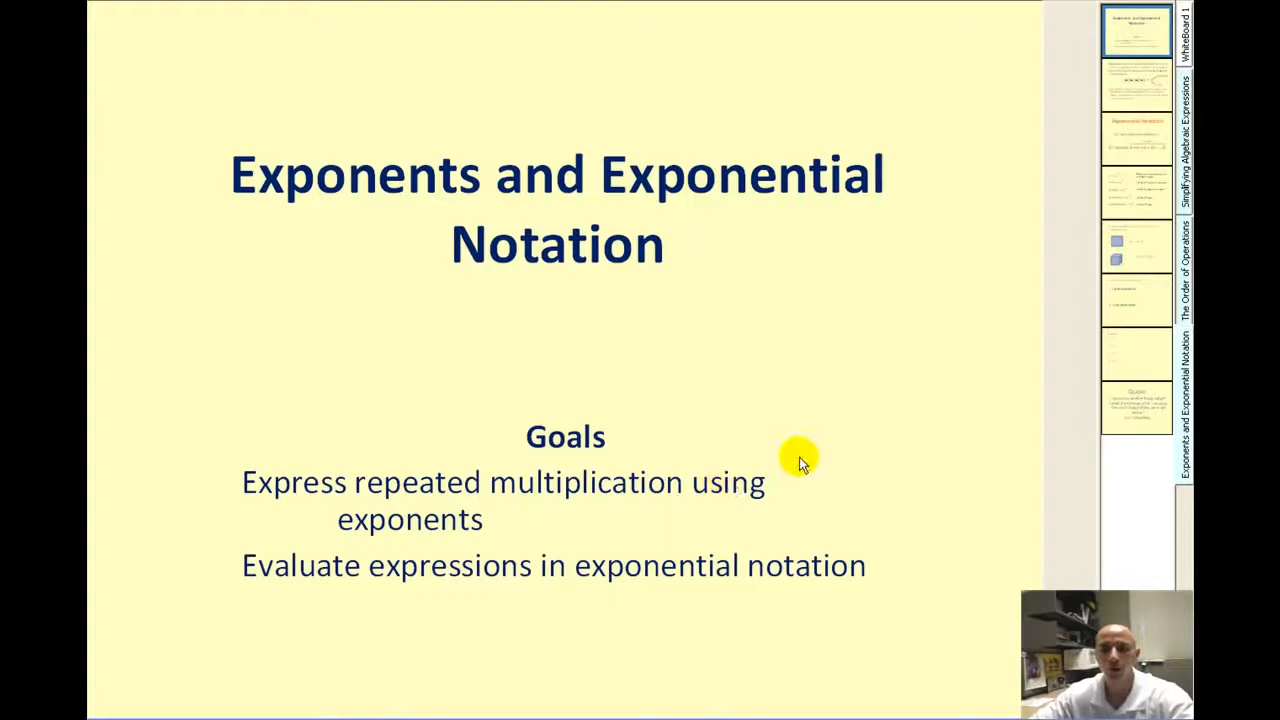 Exponents and Exponential
Notation
Goals
Express repeated multiplication using
exponents
Evaluate expressions in exponential notation
WhiteBoard 1
Simplifying Algebraic Expressions
The Order of Operations
Exponents and Exponential Notation